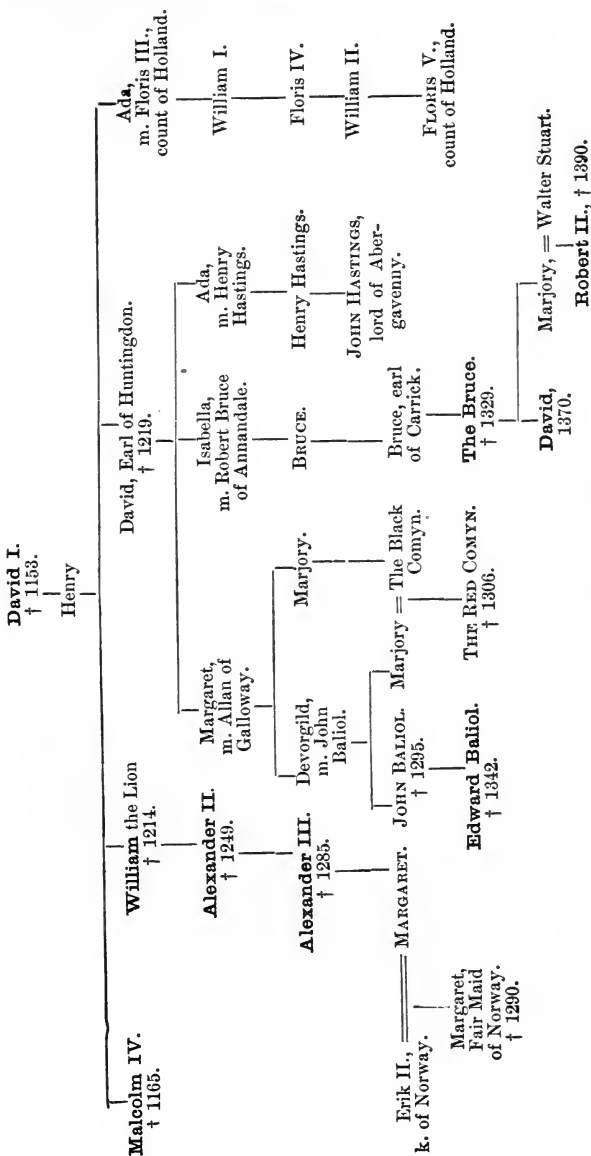 David I.
† 1153.
Henry
Malcolm IV.
† 1165.
William the Lion
† 1214.
David, Earl of Huntingdon.
† 1219.
Ada,
m. Floris III.,
count of Holland.
Alexander II.
† 1249.
Margaret,
m. Allan of
Galloway.
Isabella,
m. Robert Bruce
of Annandale.
Ada,
m. Henry
Hastings.
William I.
Alexander III.
† 1285.
Devorgild,
m. John
Baliol.
Marjory.
BRUCE.
Henry Hastings.
Floris IV.
Erik II.,
k. of Norway.
MARGARET.
JOHN BALIOL.
† 1295.
Marjory = The Black
Comyn.
Bruce, earl
of Carrick.
JOHN HASTINGS,
lord of Aber-
gavenny.
William II.
Margaret,
Fair Maid
of Norway.
† 1290.
Edward Baliol.
† 1342.
THE RED COMYN.
† 1306.
The Bruce.
† 1329.
FLORIS V.,
count of Holland.
David,
1370.
Marjory, = Walter Stuart.
Robert II., † 1390.